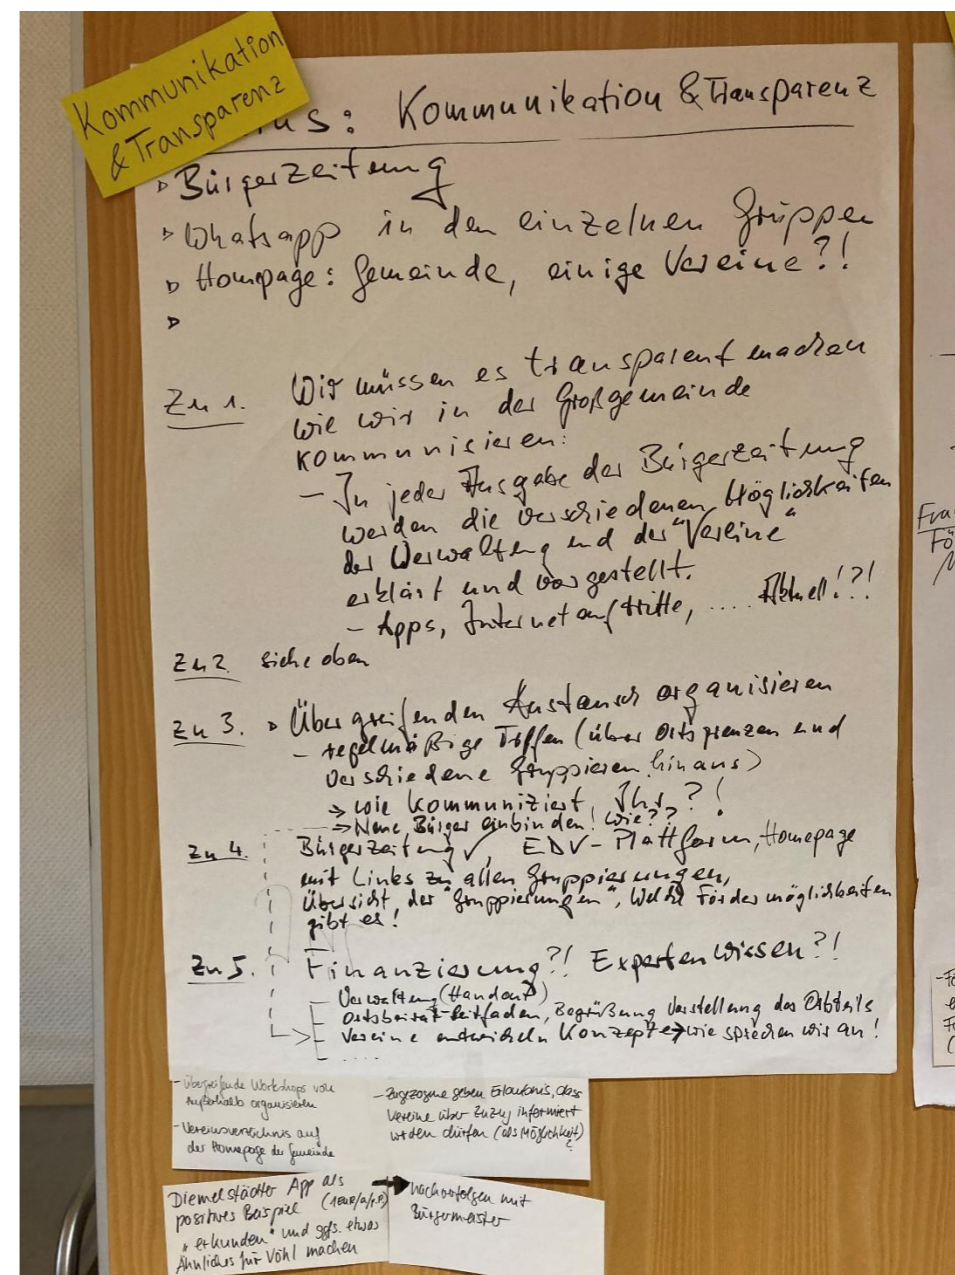 Kommunikation
& Transparenz
us: Kommunikation & Transparenz
▹ Bürgerzeitung
▹ Whatsapp in den einzelnen Gruppen
▹ Homepage: Gemeinde, einige Vereine?!
▹
Zu 1. Wir müssen es transparent machen
wie wir in der Großgemeinde
kommunizieren:
- In jeder Ausgabe der Bürgerzeitung
werden die verschiedenen Möglichkeiten
der Verwaltung und der "Vereine"
erklärt und vorgestellt.
- Apps, Internetauftritte, .... Aktuell!?!
Zu 2. siehe oben
Zu 3. ▹ Übergreifenden Austausch organisieren
- regelmäßige Treffen (über Ortsgrenzen und
verschiedene Gruppieren hinaus)
→ wie kommuniziert Ihr?!
→ Neue Bürger einbinden! Wie??
Zu 4. Bürgerzeitung ✓, EDV-Plattform, Homepage
mit Links zu allen Gruppierungen,
Übersicht der "Gruppierungen", Welche Fördermöglichkeiten
gibt es!
Zu 5. Finanzierung?! Expertenwissen?!
- Verwaltung (Handout)
- Ortsbeirat-Leitfaden, Begrüßung Vorstellung des Ortsteils
- Vereine entwickeln Konzepte → wie sprechen wir an!
- ....
- Übergreifende Workshops von
Außerhalb organisieren
- Vereinsverzeichnis auf
der Homepage der Gemeinde
- Zugezogene geben Erlaubnis, dass
Vereine über Zuzug informiert
werden dürfen (als Möglichkeit)
?
Diemelstädter App als
positives Beispiel (1EUR/a/p.P.)
"erkunden" und ggfs. etwas
Ähnliches für Vöhl machen
→ nachverfolgen mit
Bürgermeister
Fra
Fö